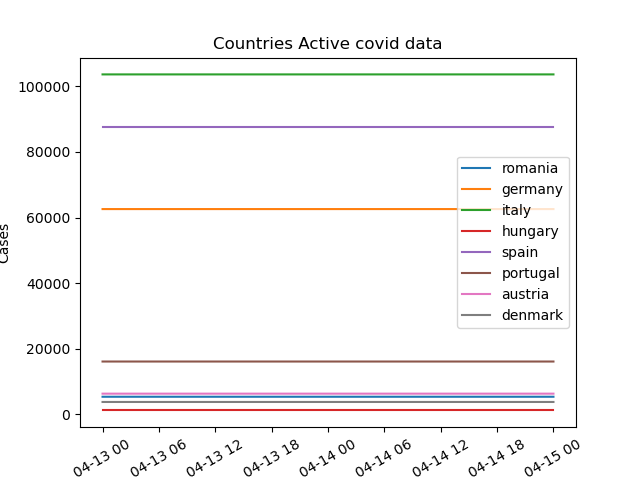 Countries Active covid data
Cases
100000
80000
60000
40000
20000
0
romania
germany
italy
hungary
spain
portugal
austria
denmark
04-13 00
04-13 06
04-13 12
04-13 18
04-14 00
04-14 06
04-14 12
04-14 18
04-15 00